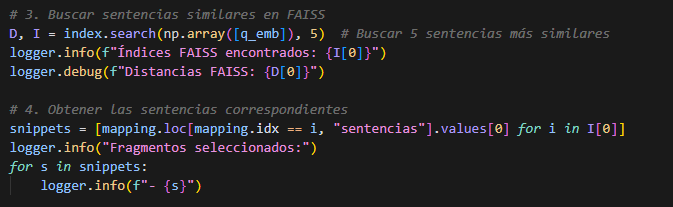 # 3. Buscar sentencias similares en FAISS
D, I = index.search(np.array([q_emb]), 5)  # Buscar 5 sentencias más similares
logger.info(f"Índices FAISS encontrados: {I[0]}")
logger.debug(f"Distancias FAISS: {D[0]}")

# 4. Obtener las sentencias correspondientes
snippets = [mapping.loc[mapping.idx == i, "sentencias"].values[0] for i in I[0]]
logger.info("Fragmentos seleccionados:")
for s in snippets:
    logger.info(f"- {s}")